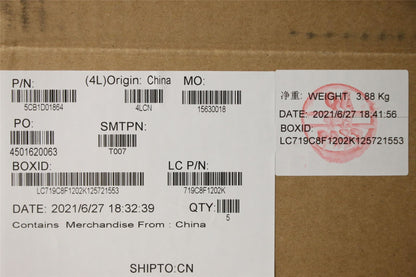 P/N:
(4L)Origin: China
MO:
5CB1D01864
4LCN
15630018
PO:
SMTPN:
4501620063
T007
BOXID:
LC P/N:
LC719C8F1202K125721553
719C8F1202K
DATE: 2021/6/27 18:32:39
QTY:
5
Contains Merchandise From : China
SHIPTO:CN
净重: WEIGHT: 3.88 Kg
DATE: 2021/6/27 18.41:56
BOXID:
LC719C8F1202K125721553
QA
PASS